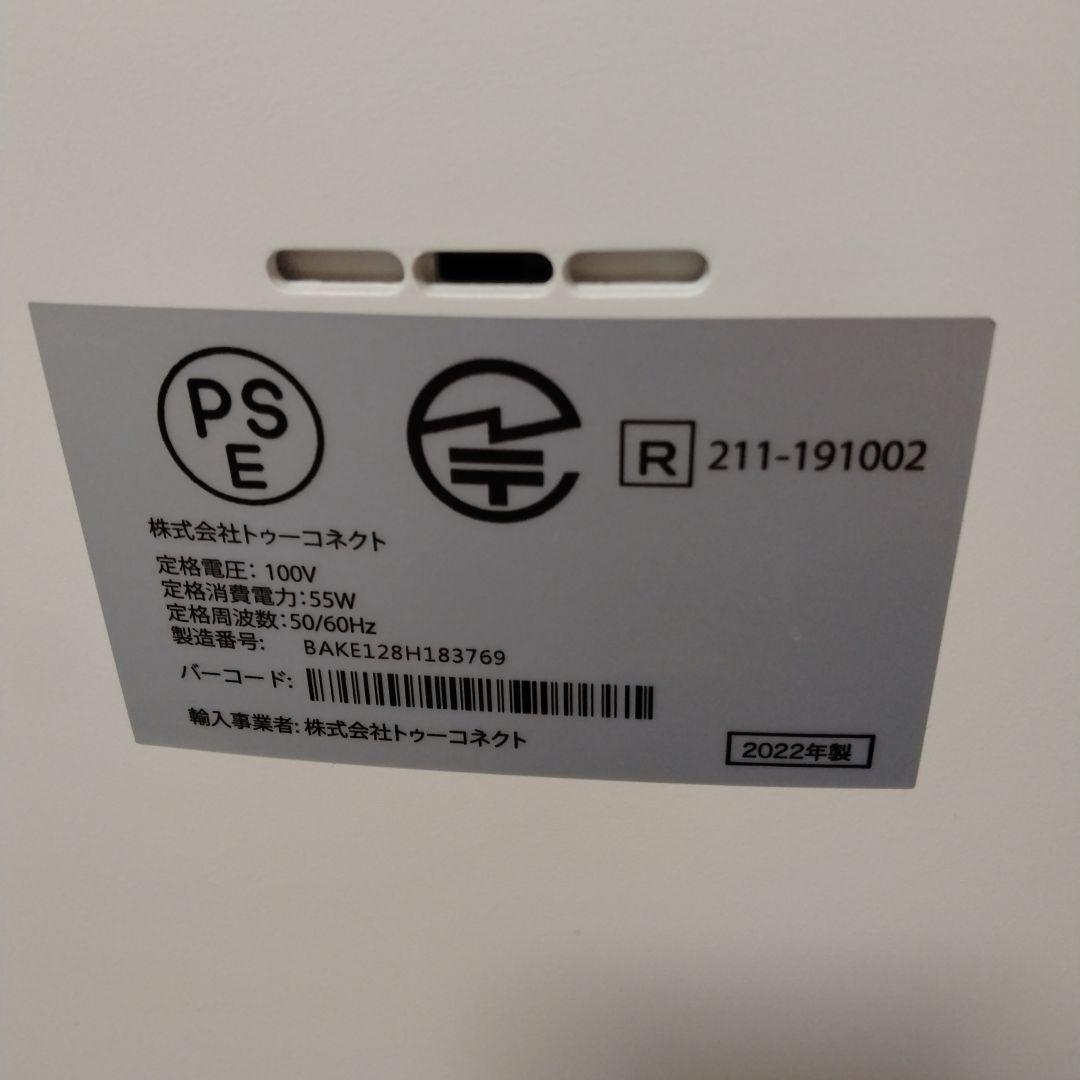 PS
E
R 211-191002
株式会社トゥーコネクト
定格電圧: 100V
定格消費電力:55W
定格周波数:50/60Hz
製造番号: BAKE128H183769
バーコード:
輸入事業者: 株式会社トゥーコネクト
2022年製